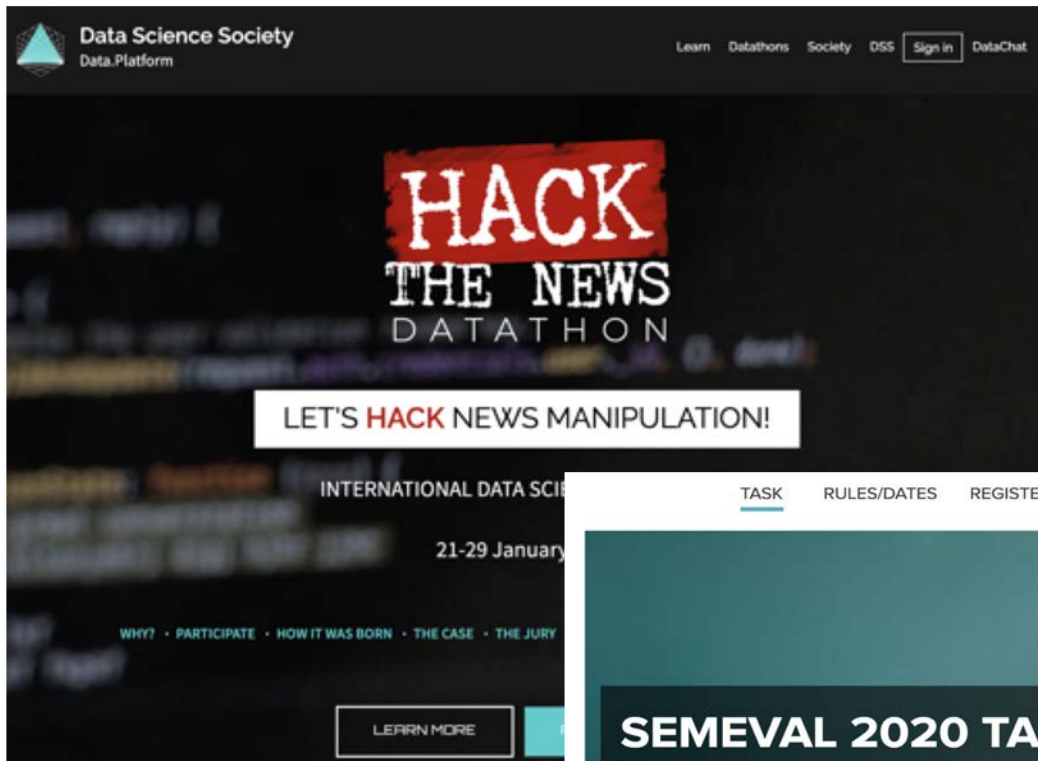 Data Science Society
Data.Platform
Learn Datathons Society DSS Sign in DataChat
HACK
THE NEWS
DATATHON
LET'S HACK NEWS MANIPULATION!
INTERNATIONAL DATA SCIE
21-29 January
WHY? • PARTICIPATE • HOW IT WAS BORN • THE CASE • THE JURY
LEARN MORE
TASK RULES/DATES REGISTE
SEMEVAL 2020 TA